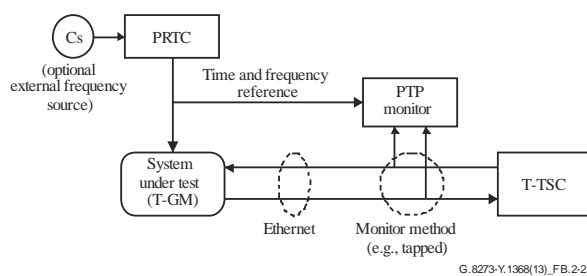 Cs
PRTC
(optional
external frequency
source)
Time and frequency
reference
PTP
monitor
System
under test
(T-GM)
T-TSC
Ethernet
Monitor method
(e.g., tapped)
G.8273-Y.1368(13)_FB.2-2